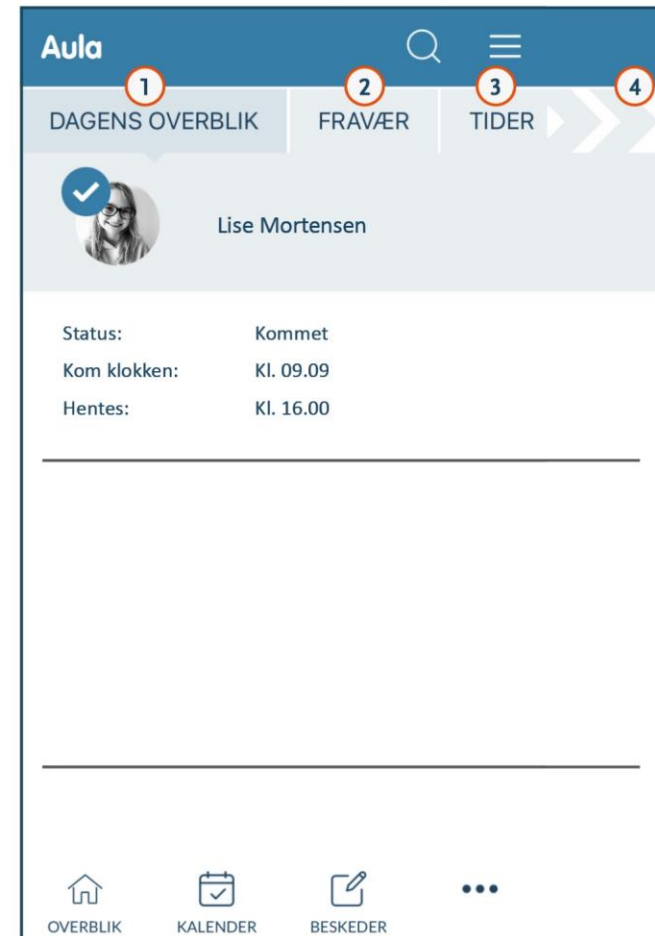 Aula
1 2 3 4
DAGENS OVERBLIK FRAVÆR TIDER
Lise Mortensen
Status: Kommet
Kom klokken: Kl. 09.09
Hentes: Kl. 16.00
OVERBLIK KALENDER BESKEDER